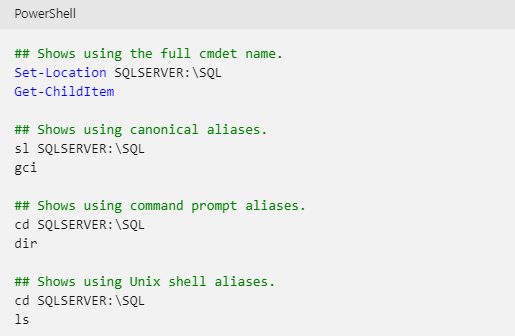 PowerShell
## Shows using the full cmdet name.
Set-Location SQLSERVER:\SQL
Get-ChildItem
## Shows using canonical aliases.
sl SQLSERVER:\SQL
gci
## Shows using command prompt aliases.
cd SQLSERVER:\SQL
dir
## Shows using Unix shell aliases.
cd SQLSERVER:\SQL
ls